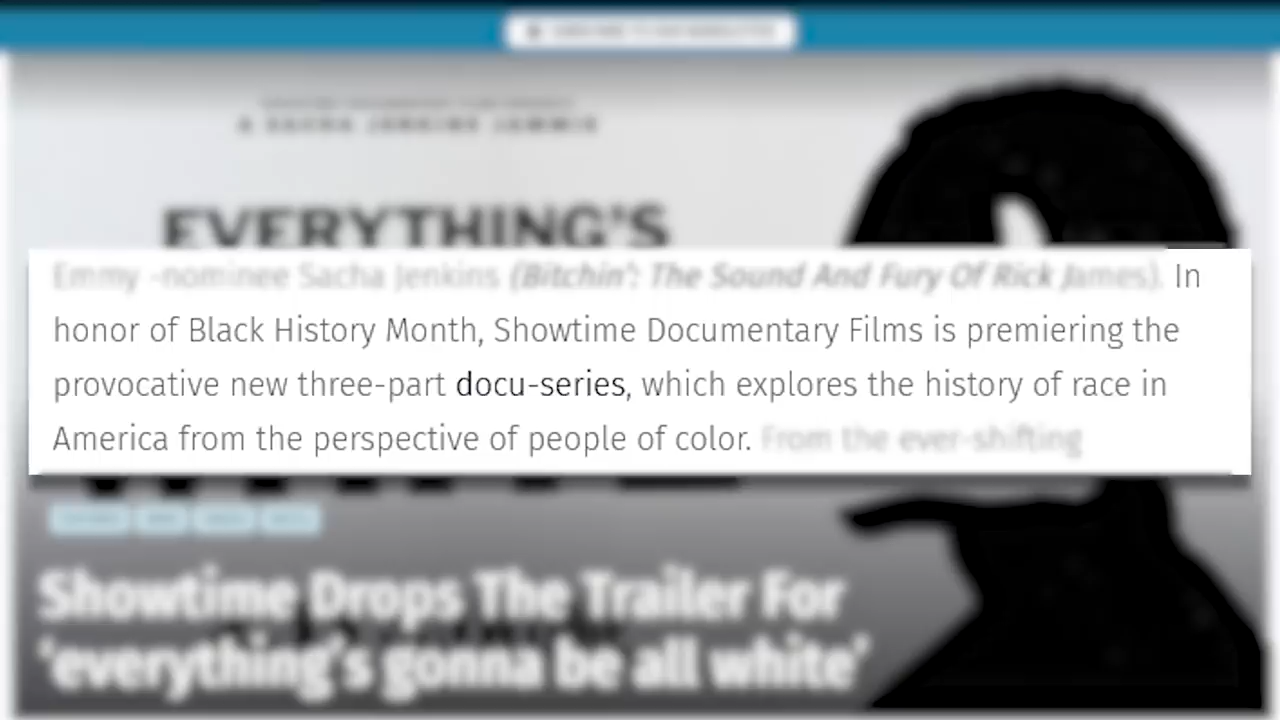 A SACHA JENKINS JAMMIE
EVERYTHING'S
Emmy -nominee Sacha Jenkins (Bitchin': The Sound And Fury Of Rick James). In
honor of Black History Month, Showtime Documentary Films is premiering the
provocative new three-part docu-series, which explores the history of race in
America from the perspective of people of color. From the ever-shifting
Showtime Drops The Trailer For
'everything's gonna be all white'